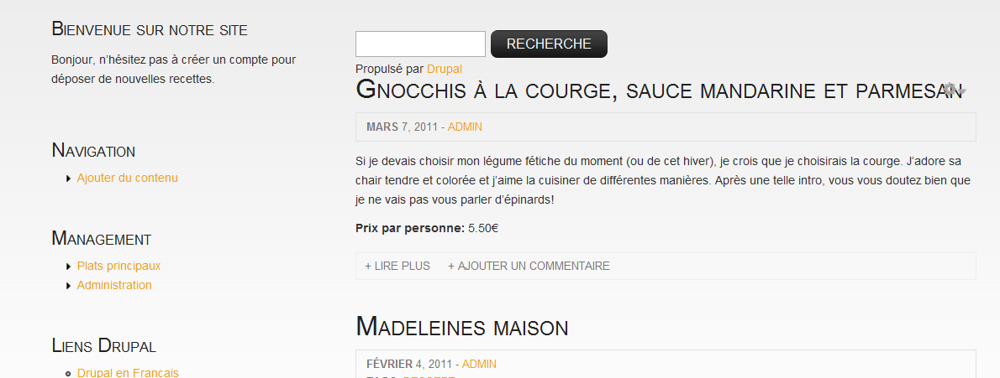 Bienvenue sur notre site
Bonjour, n’hésitez pas à créer un compte pour
déposer de nouvelles recettes.
Navigation
Ajouter du contenu
Management
Plats principaux
Administration
Liens Drupal
Drupal en Français
RECHERCHE
Propulsé par Drupal
Gnocchis à la courge, sauce mandarine et parmesan
MARS 7, 2011 - ADMIN
Si je devais choisir mon légume fétiche du moment (ou de cet hiver), je crois que je choisirais la courge. J’adore sa
chair tendre et colorée et j’aime la cuisiner de différentes manières. Après une telle intro, vous vous doutez bien que
je ne vais pas vous parler d’épinards!
Prix par personne: 5.50€
+ LIRE PLUS + AJOUTER UN COMMENTAIRE
Madeleines maison
FÉVRIER 4, 2011 - ADMIN